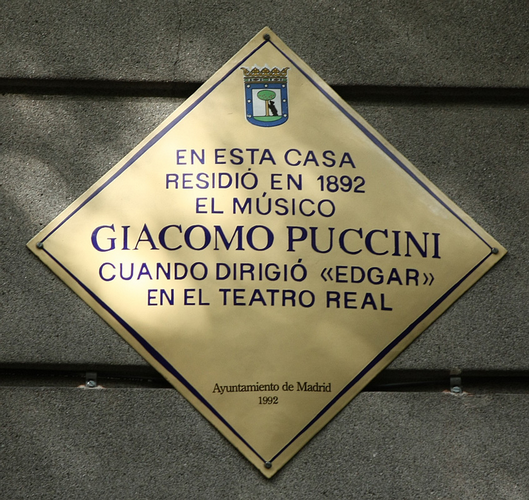 EN ESTA CASA
RESIDIÓ EN 1892
EL MÚSICO
GIACOMO PUCCINI
CUANDO DIRIGIÓ «EDGAR»
EN EL TEATRO REAL
Ayuntamiento de Madrid
1992